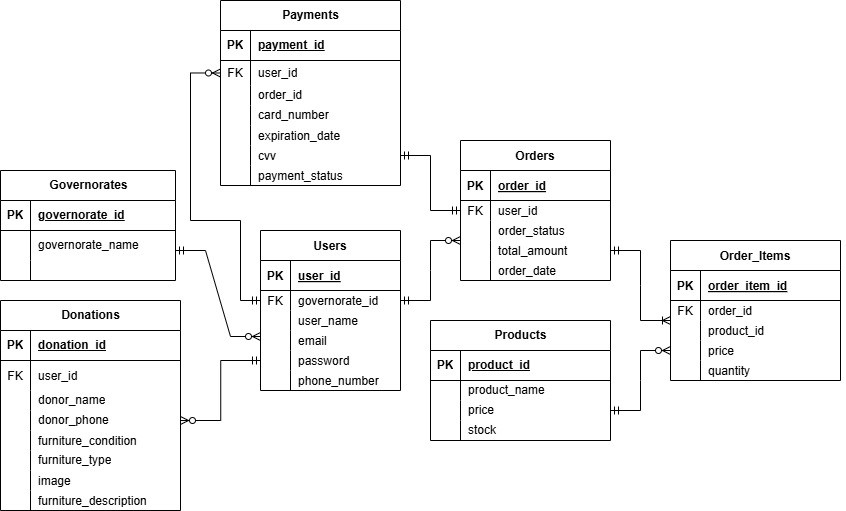 Payments
PK payment_id
FK user_id
order_id
card_number
expiration_date
cvv
payment_status
Governorates
PK governorate_id
governorate_name
Users
PK user_id
FK governorate_id
user_name
email
password
phone_number
Donations
PK donation_id
FK user_id
donor_name
donor_phone
furniture_condition
furniture_type
image
furniture_description
Orders
PK order_id
FK user_id
order_status
total_amount
order_date
Products
PK product_id
product_name
price
stock
Order_Items
PK order_item_id
FK order_id
product_id
price
quantity